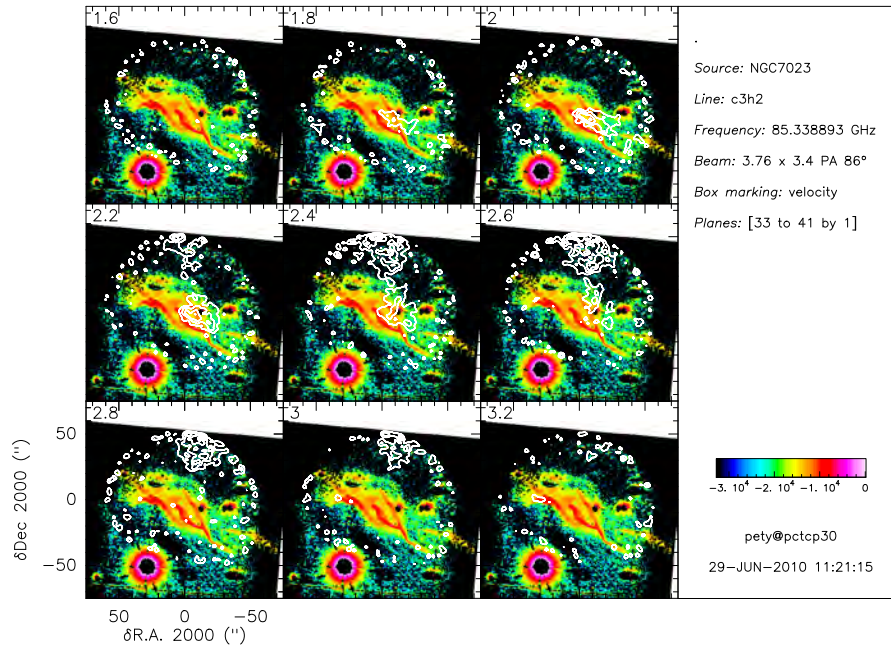 1.6
1.8
2
2.2
2.4
2.6
2.8
3
3.2
50
0
−50
δDec 2000 (")
50 0 −50
δR.A. 2000 (")
.
Source: NGC7023
Line: c3h2
Frequency: 85.338893 GHz
Beam: 3.76 x 3.4 PA 86°
Box marking: velocity
Planes: [33 to 41 by 1]
−3. 10⁴ −2. 10⁴ −1. 10⁴ 0
pety@pctcp30
29−JUN−2010 11:21:15